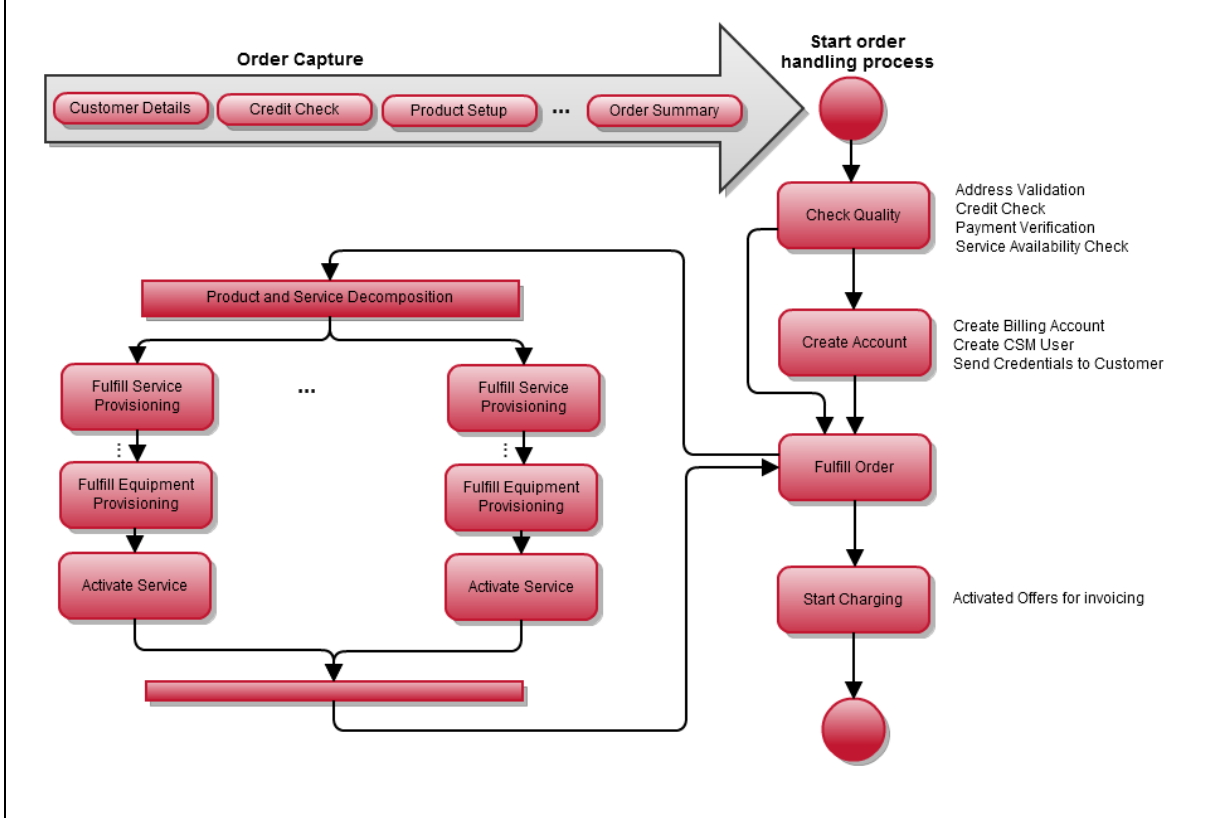 Order Capture
Start order
handling process
Customer Details
Credit Check
Product Setup
...
Order Summary
Check Quality
Address Validation
Credit Check
Payment Verification
Service Availability Check
Product and Service Decomposition
Create Account
Create Billing Account
Create CSM User
Send Credentials to Customer
Fulfill Service
Provisioning
...
Fulfill Service
Provisioning
Fulfill Order
Fulfill Equipment
Provisioning
Fulfill Equipment
Provisioning
Activate Service
Activate Service
Start Charging
Activated Offers for invoicing